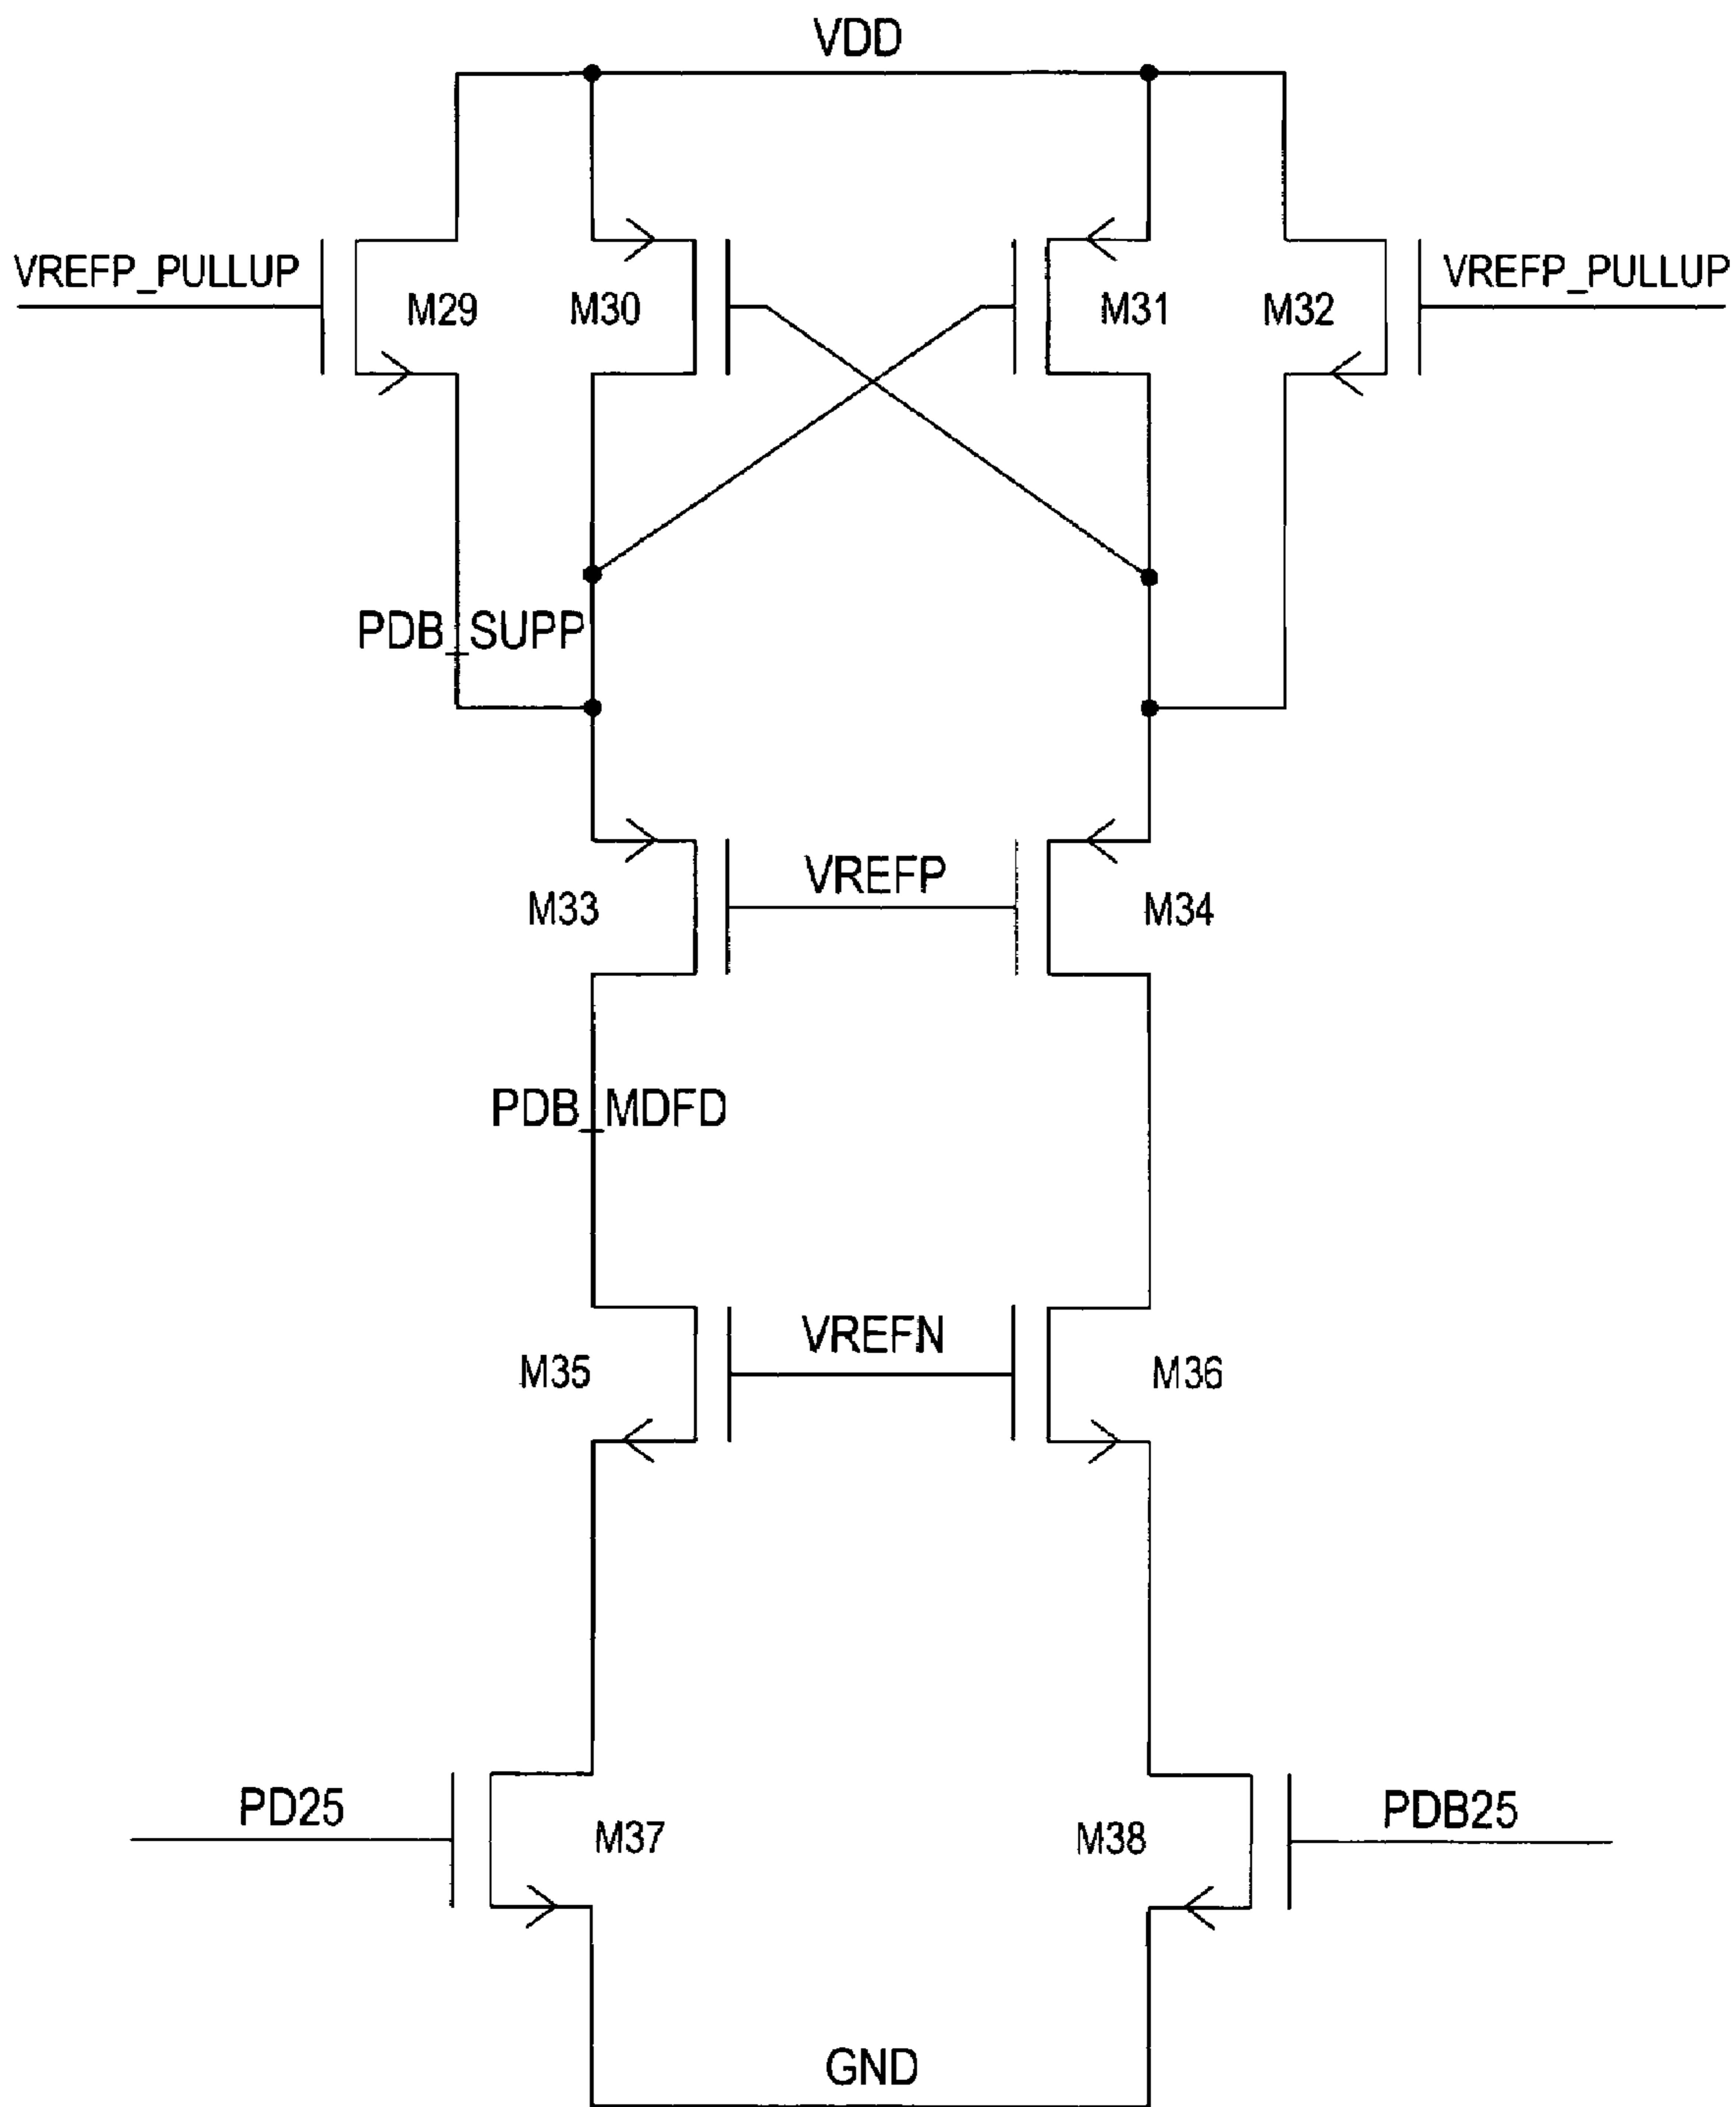 VDD
VREFP_PULLUP
M29
M30
M31
M32
VREFP_PULLUP
PDB_SUPP
M33
VREFP
M34
PDB_MDFD
M35
VREFN
M36
PD25
M37
M38
PDB25
GND